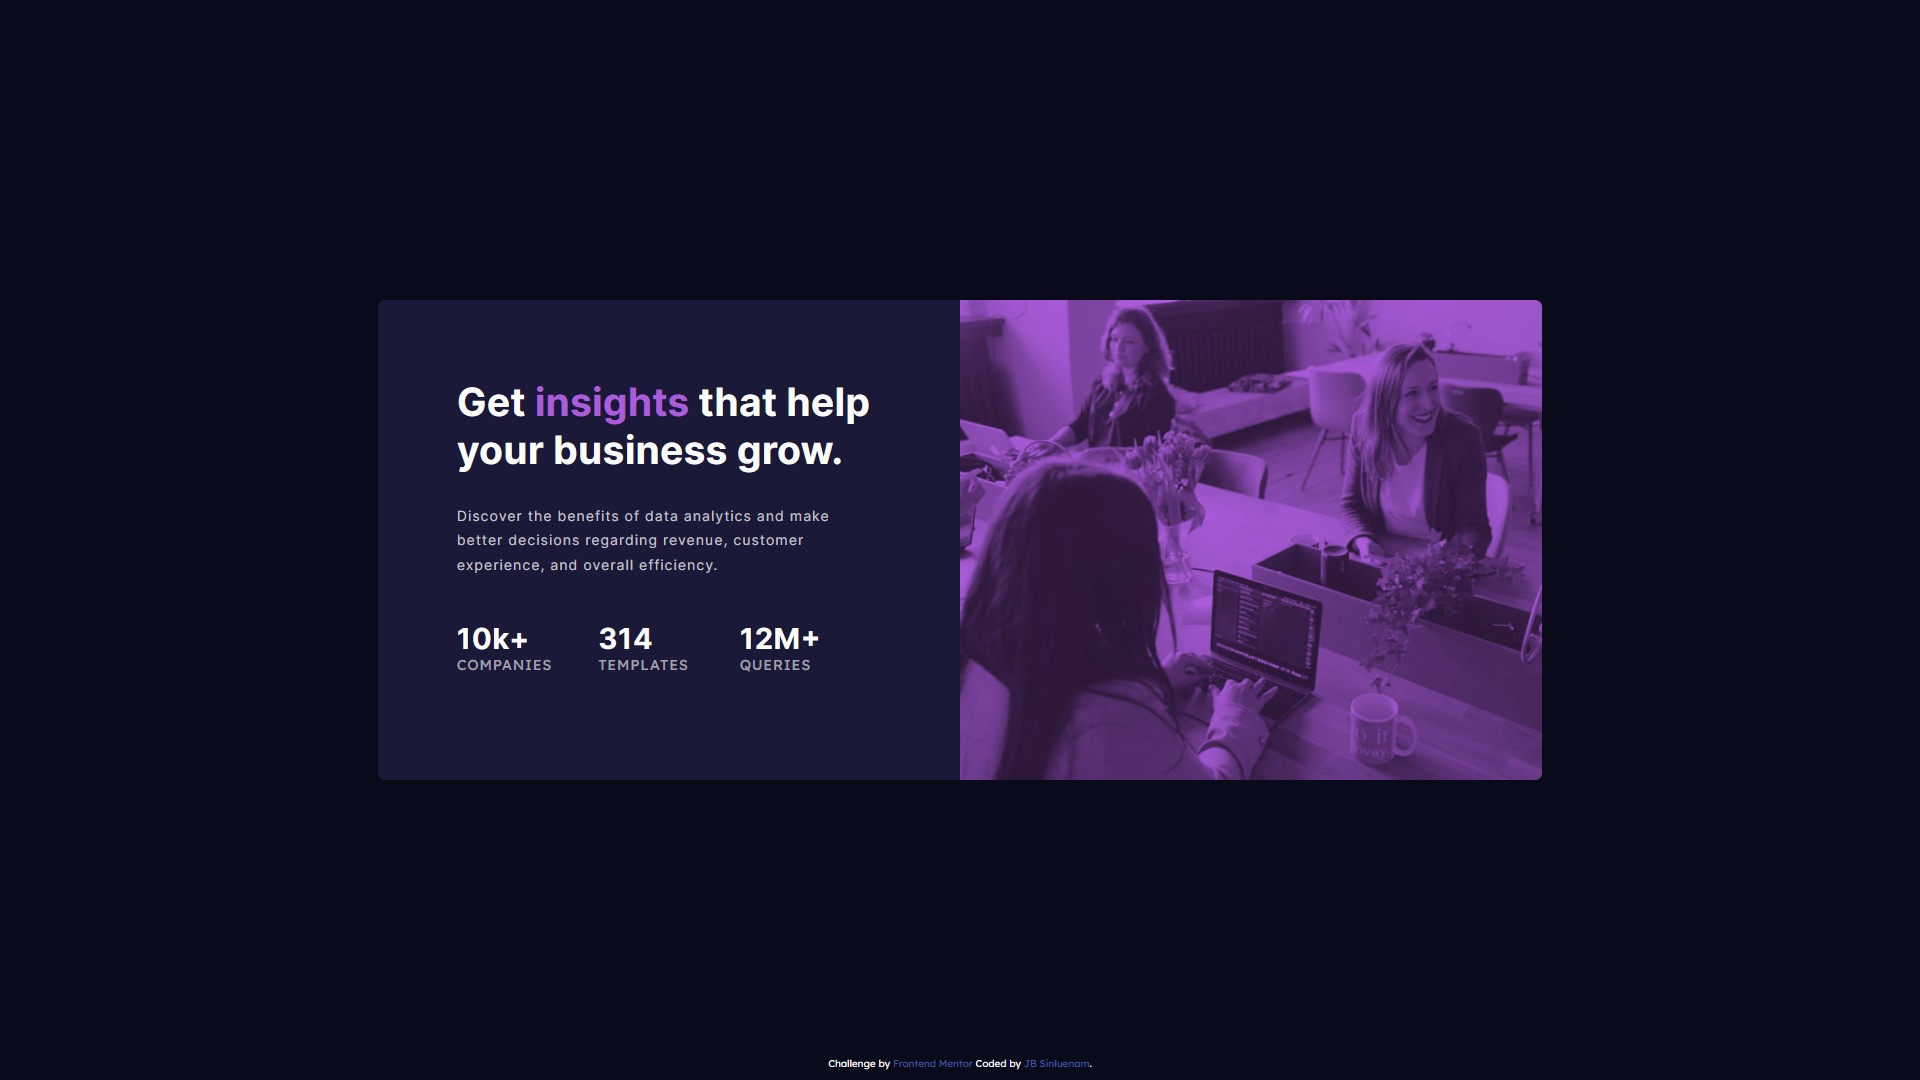 Get insights that help
your business grow.
Discover the benefits of data analytics and make
better decisions regarding revenue, customer
experience, and overall efficiency.
10k+
COMPANIES
314
TEMPLATES
12M+
QUERIES
Challenge by Frontend Mentor Coded by JB Sinluenam.